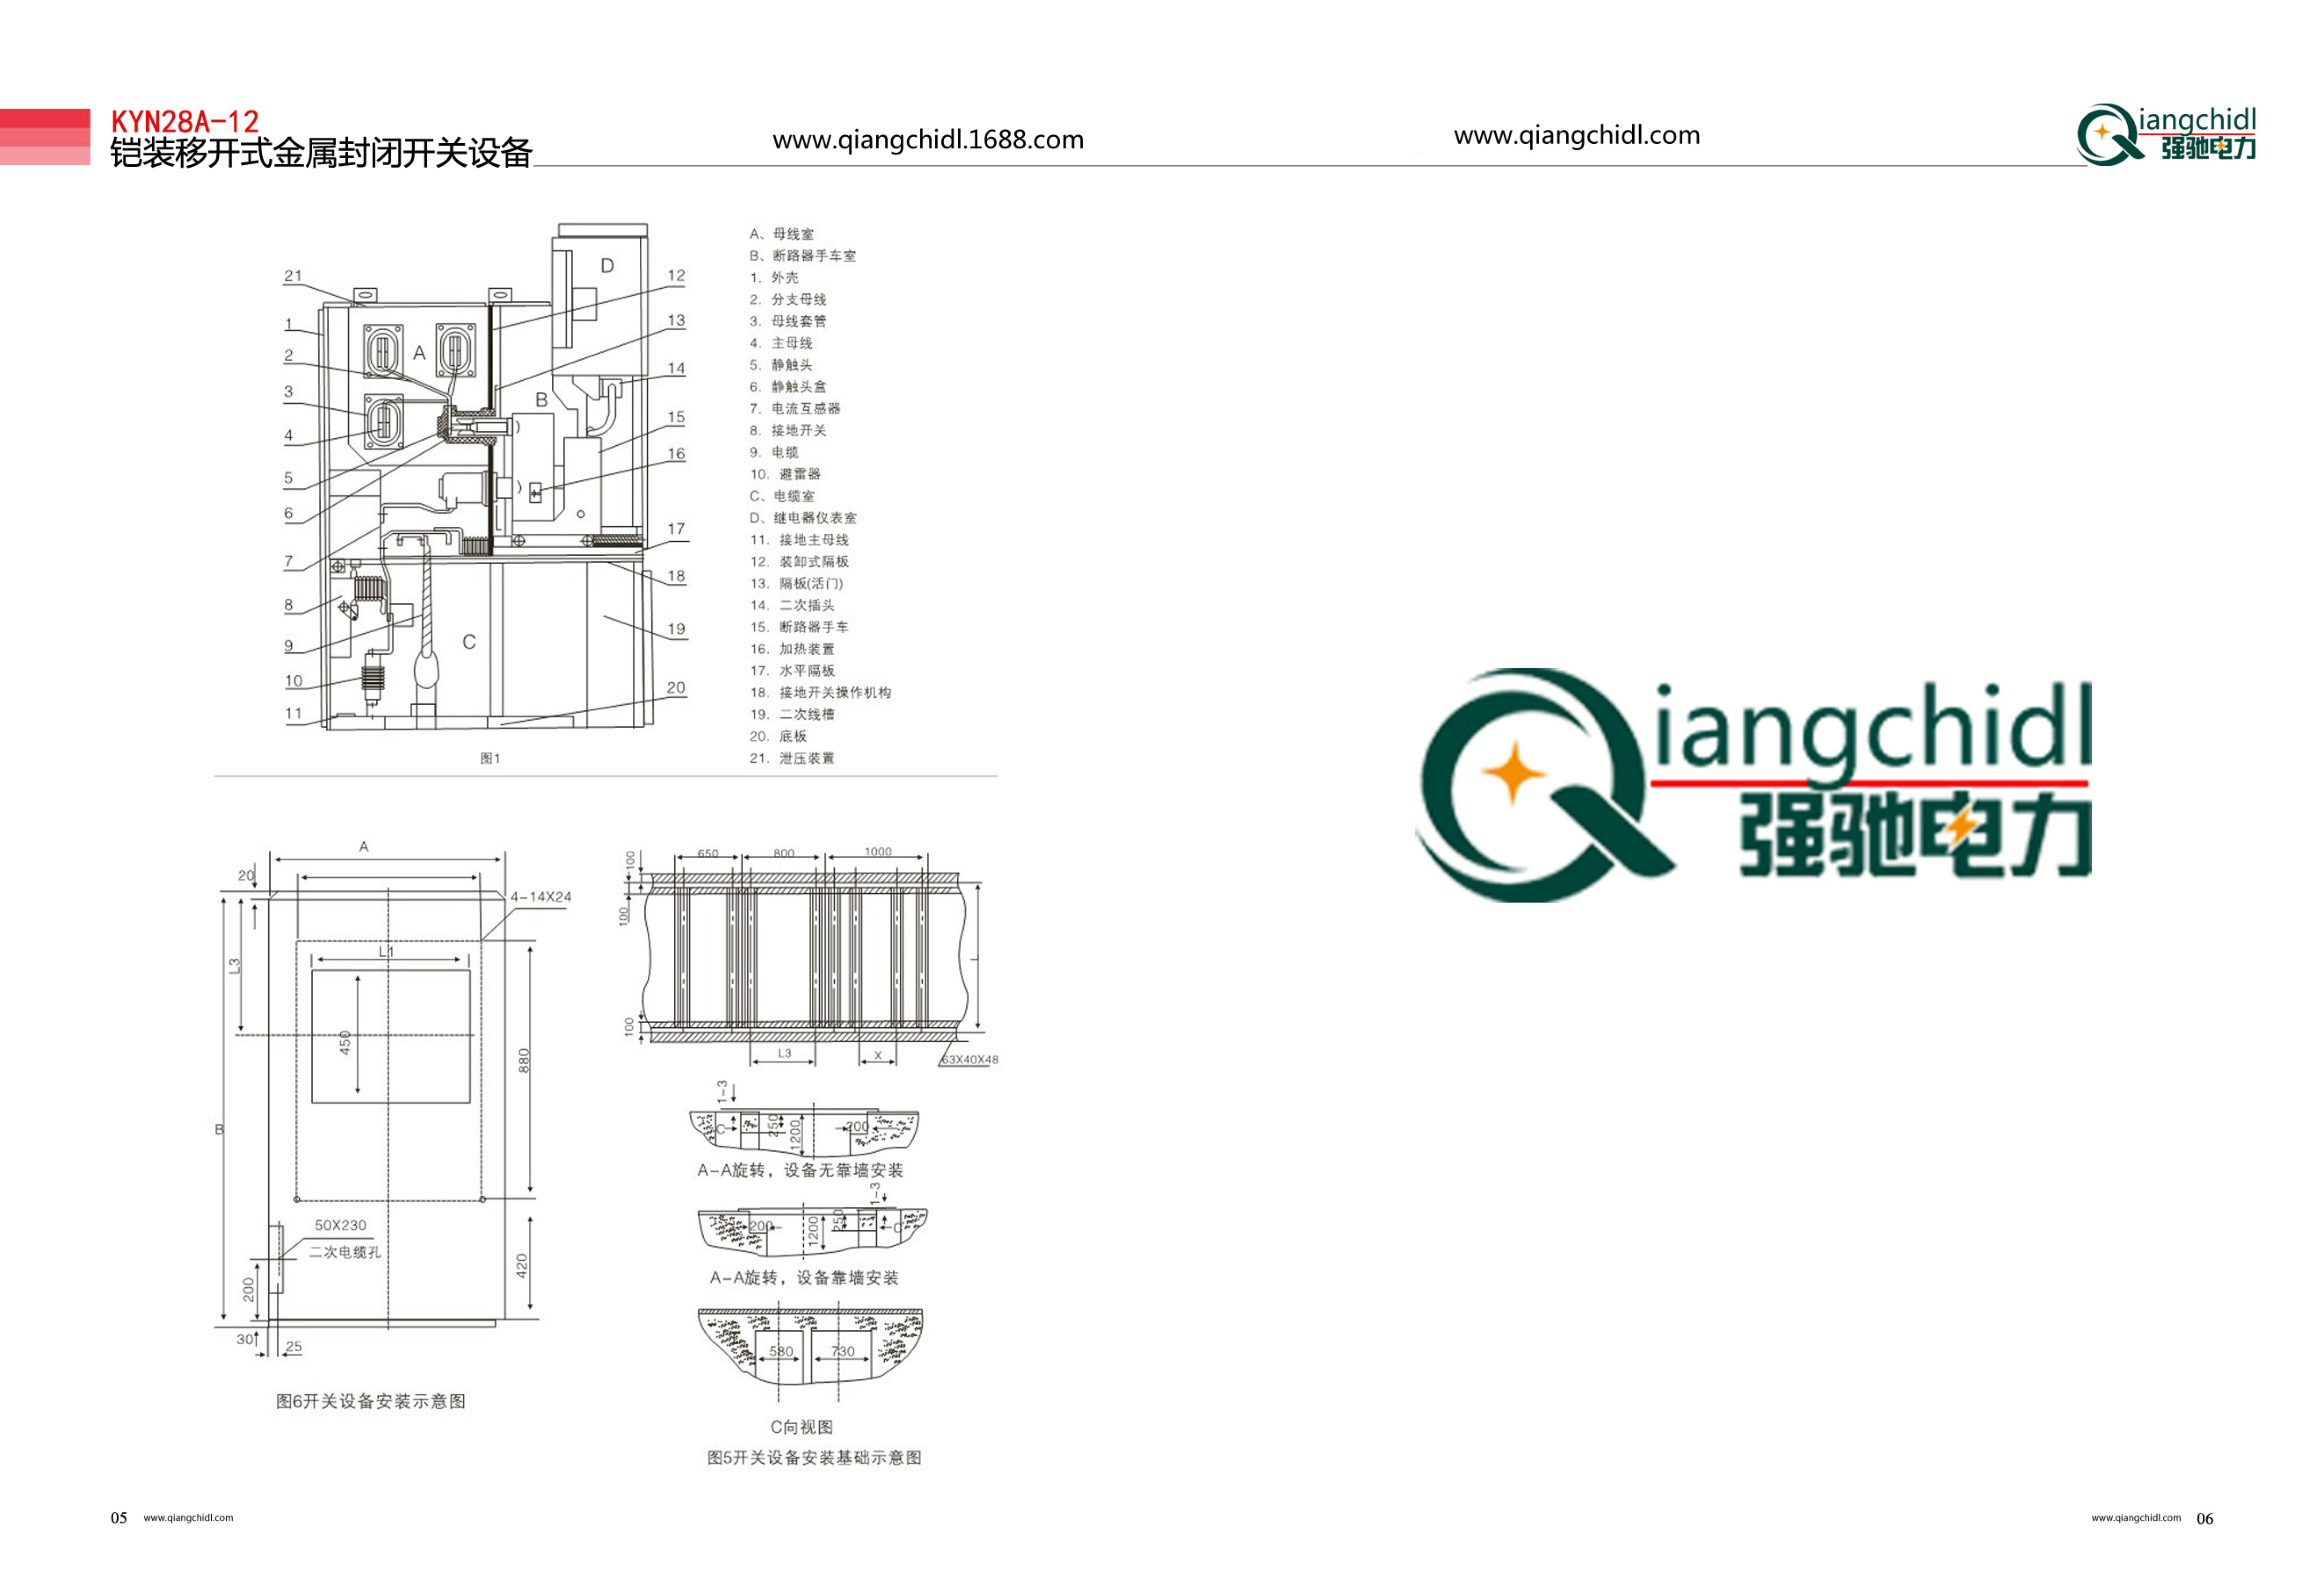 KYN28A-12
铠装移开式金属封闭开关设备
www.qiangchidl.1688.com
www.qiangchidl.com
Qiangchidl
强驰电力
D
A
B
C
21
1
2
3
4
5
6
7
8
9
10
11
12
13
14
15
16
17
18
19
20
图1
A、母线室
B、断路器手车室
1. 外壳
2. 分支母线
3. 母线套管
4. 主母线
5. 静触头
6. 静触头盒
7. 电流互感器
8. 接地开关
9. 电缆
10. 避雷器
C、电缆室
D、继电器仪表室
11. 接地主母线
12. 装卸式隔板
13. 隔板(活门)
14. 二次插头
15. 断路器手车
16. 加热装置
17. 水平隔板
18. 接地开关操作机构
19. 二次线槽
20. 底板
21. 泄压装置
A
20
4-14X24
L1
L3
450
880
B
50X230
二次电缆孔
420
200
30
25
图6开关设备安装示意图
650
800
1000
100
100
100
L
L3
X
63X40X48
1-3
C
250
1200
200
A-A旋转，设备无靠墙安装
1-3
200
1200
250
C
A-A旋转，设备靠墙安装
580
730
C向视图
图5开关设备安装基础示意图
Qiangchidl
强驰电力
05 www.qiangchidl.com
www.qiangchidl.com 06